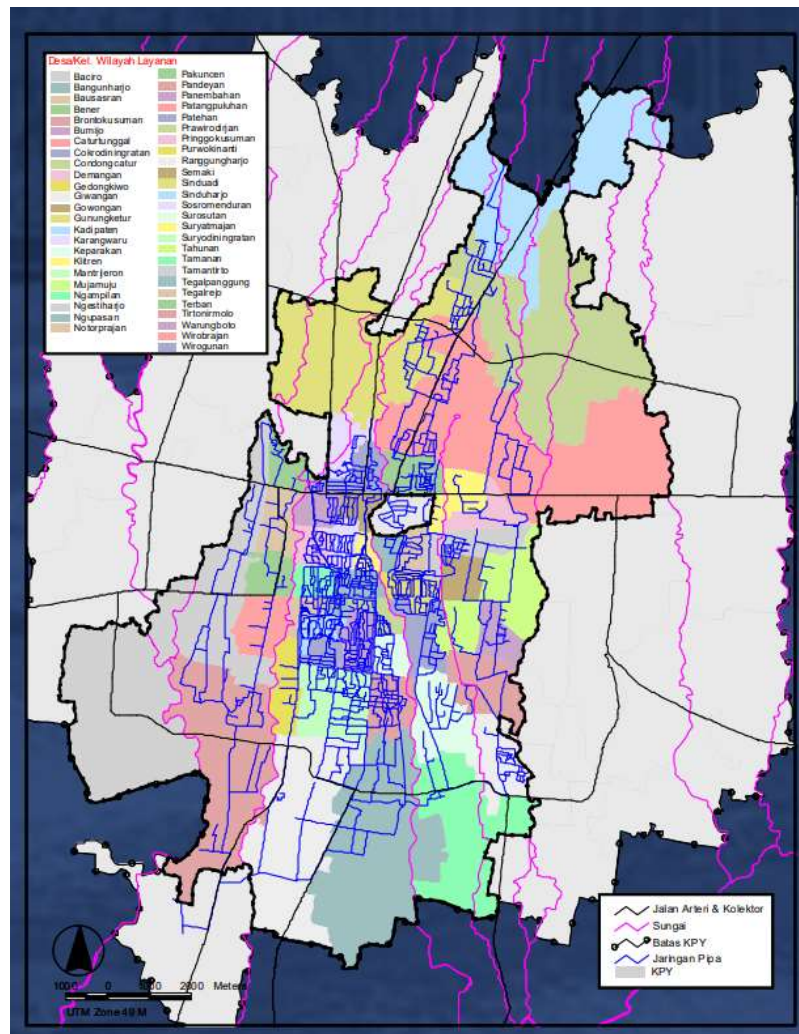 Desa/Kel. Wilayah Layanan
Baciro
Bangunharjo
Bausasran
Bener
Brontokusuman
Bumijo
Caturtunggal
Cokrodiningratan
Condongcatur
Demangan
Gedongkiwo
Giwangan
Gowongan
Gunungketur
Kadipaten
Karangwaru
Keparakan
Klitren
Mantrijeron
Mujamuju
Ngampilan
Ngestiharjo
Ngupasan
Notorprajan
Pakuncen
Pandeyan
Panembahan
Patangpuluhan
Patehan
Prawirodirjan
Pringgokusuman
Purwokinanti
Ranggungharjo
Semaki
Sinduadi
Sinduharjo
Sosromenduran
Surosutan
Suryatmajan
Suryodiningratan
Tahunan
Tamanan
Tamantirto
Tegalpanggung
Tegalrejo
Terban
Tirtonirmolo
Warungboto
Wirobrajan
Wirogunan
Jalan Arteri & Kolektor
Sungai
Batas KPY
Jaringan Pipa
KPY
1000 0 1000 2000 Meters
UTM Zone 49 M